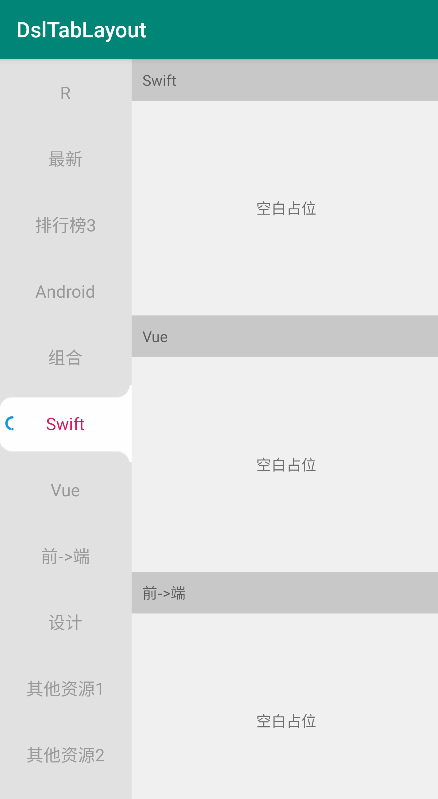 DslTabLayout
R
最新
排行榜3
Android
组合
Swift
Vue
前->端
设计
其他资源1
其他资源2
Swift
空白占位
Vue
空白占位
前->端
空白占位